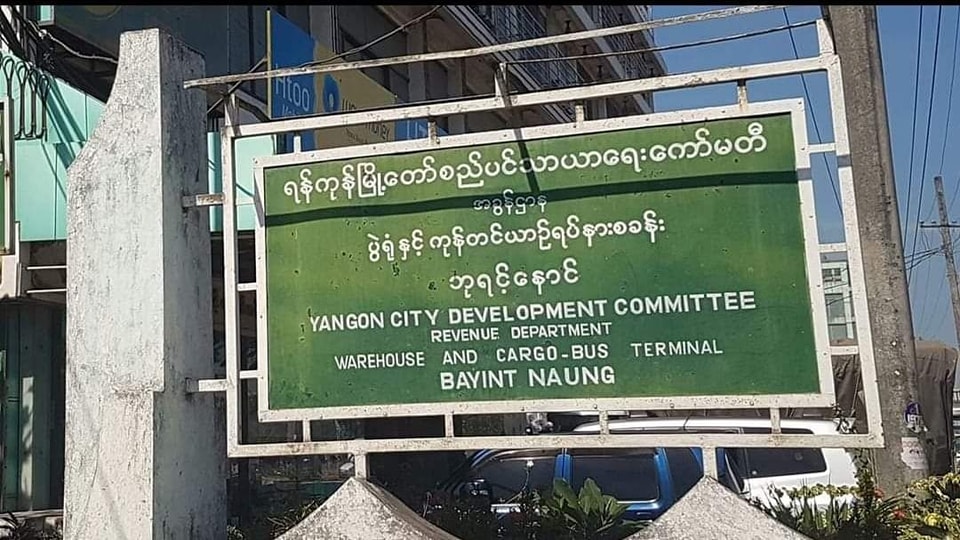 Htoo
ရန်ကုန်မြို့တော်စည်ပင်သာယာရေးကော်မတီ
အခွန်ဌာန
ပွဲရုံနှင့် ကုန်တင်ယာဉ်ရပ်နားစခန်း
ဘုရင့်နောင်
YANGON CITY DEVELOPMENT COMMITTEE
REVENUE DEPARTMENT
WAREHOUSE AND CARGO-BUS TERMINAL
BAYINT NAUNG